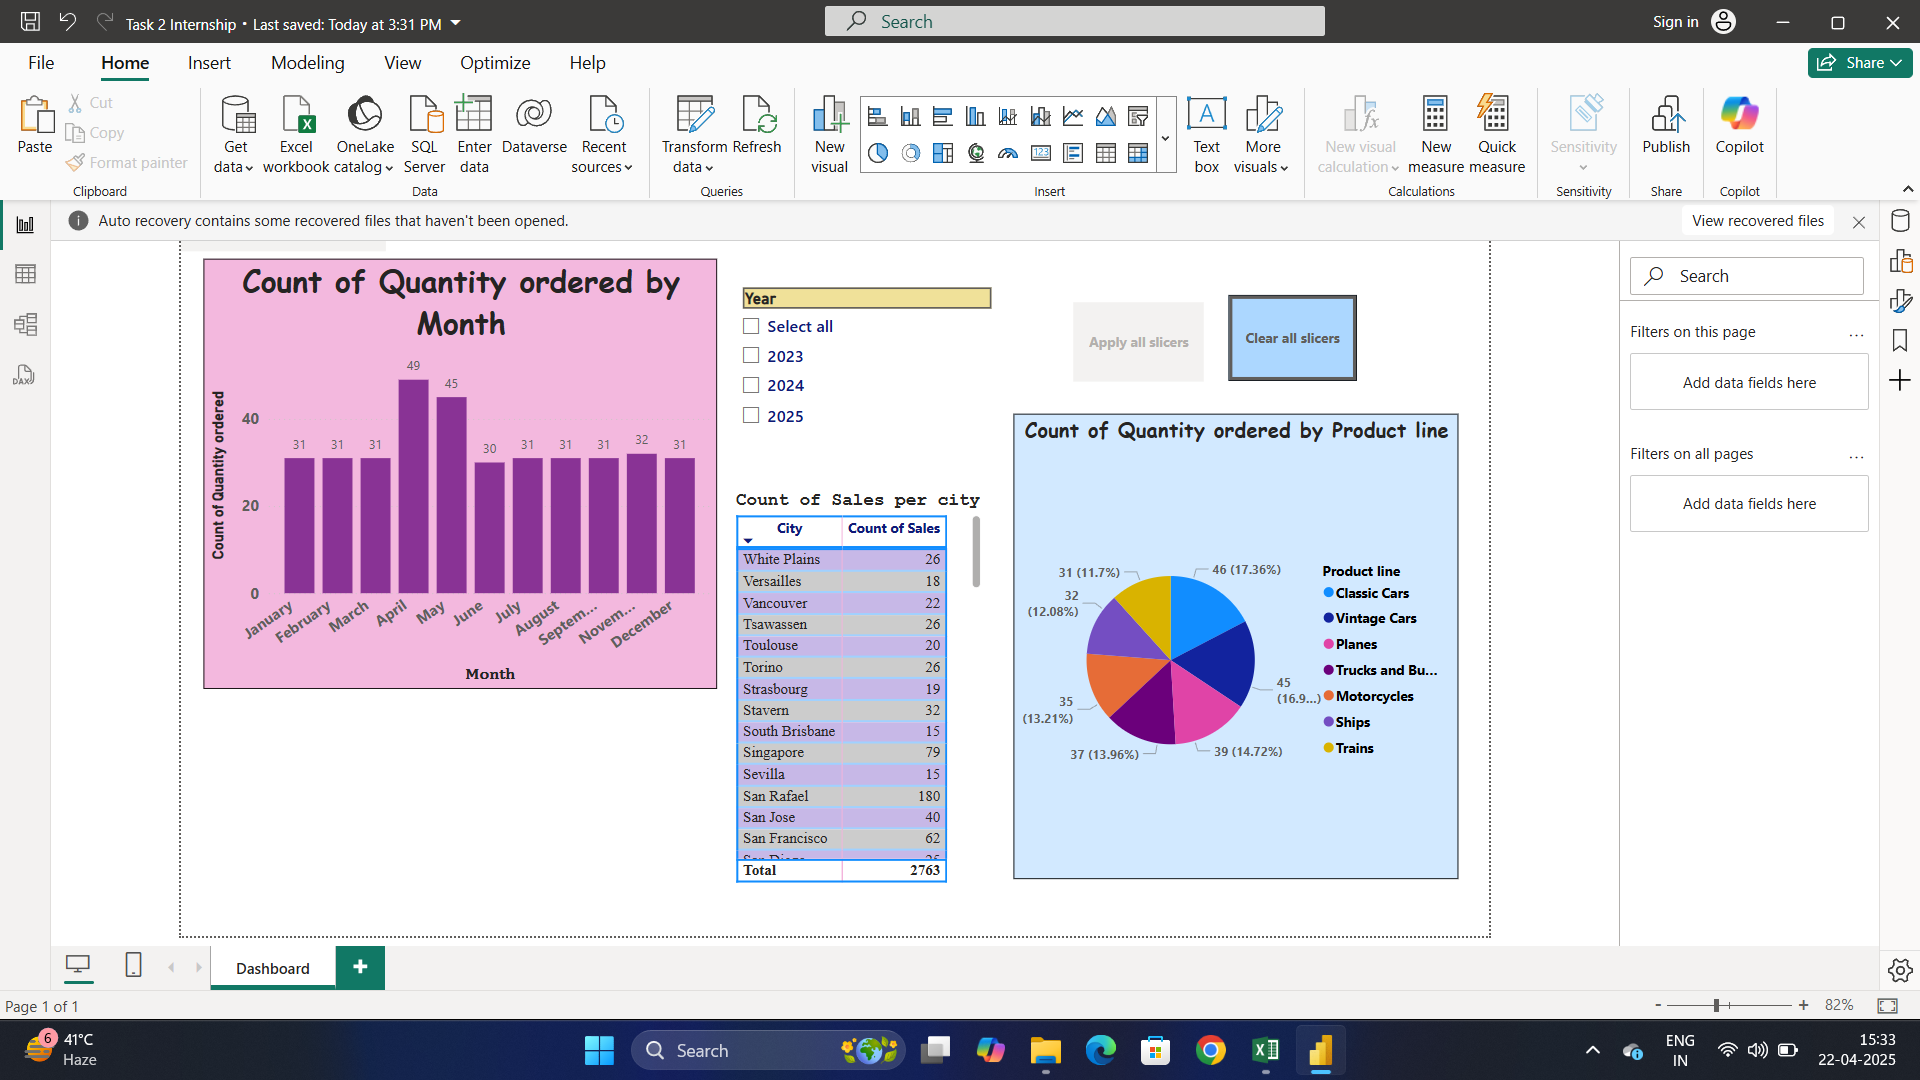 Task 2 Internship • Last saved: Today at 3:31 PM
Search
Sign in
File
Home
Insert
Modeling
View
Optimize
Help
Share
Paste
Cut
Copy
Format painter
Clipboard
Get data
Excel workbook
OneLake catalog
SQL Server
Enter data
Dataverse
Recent sources
Data
Transform data
Refresh
Queries
New visual
Text box
More visuals
Insert
New visual calculation
New measure
Quick measure
Calculations
Sensitivity
Sensitivity
Publish
Share
Copilot
Copilot
Auto recovery contains some recovered files that haven't been opened.
View recovered files
Count of Quantity ordered by
Month
Count of Quantity ordered
40
20
0
31
31
31
49
45
30
31
31
31
32
31
January
February
March
April
May
June
July
August
Septem...
Novem...
December
Month
Year
Select all
2023
2024
2025
Apply all slicers
Clear all slicers
Count of Sales per city
City Count of Sales
White Plains 26
Versailles 18
Vancouver 22
Tsawassen 26
Toulouse 20
Torino 26
Strasbourg 19
Stavern 32
South Brisbane 15
Singapore 79
Sevilla 15
San Rafael 180
San Jose 40
San Francisco 62
Total 2763
Count of Quantity ordered by Product line
31 (11.7%)
46 (17.36%)
32
(12.08%)
45
(16.9...)
35
(13.21%)
37 (13.96%)
39 (14.72%)
Product line
Classic Cars
Vintage Cars
Planes
Trucks and Bu...
Motorcycles
Ships
Trains
Search
Filters on this page
...
Add data fields here
Filters on all pages
...
Add data fields here
DAX
Dashboard
Page 1 of 1
- + 82%
6
41°C
Haze
Search
ENG
IN
15:33
22-04-2025